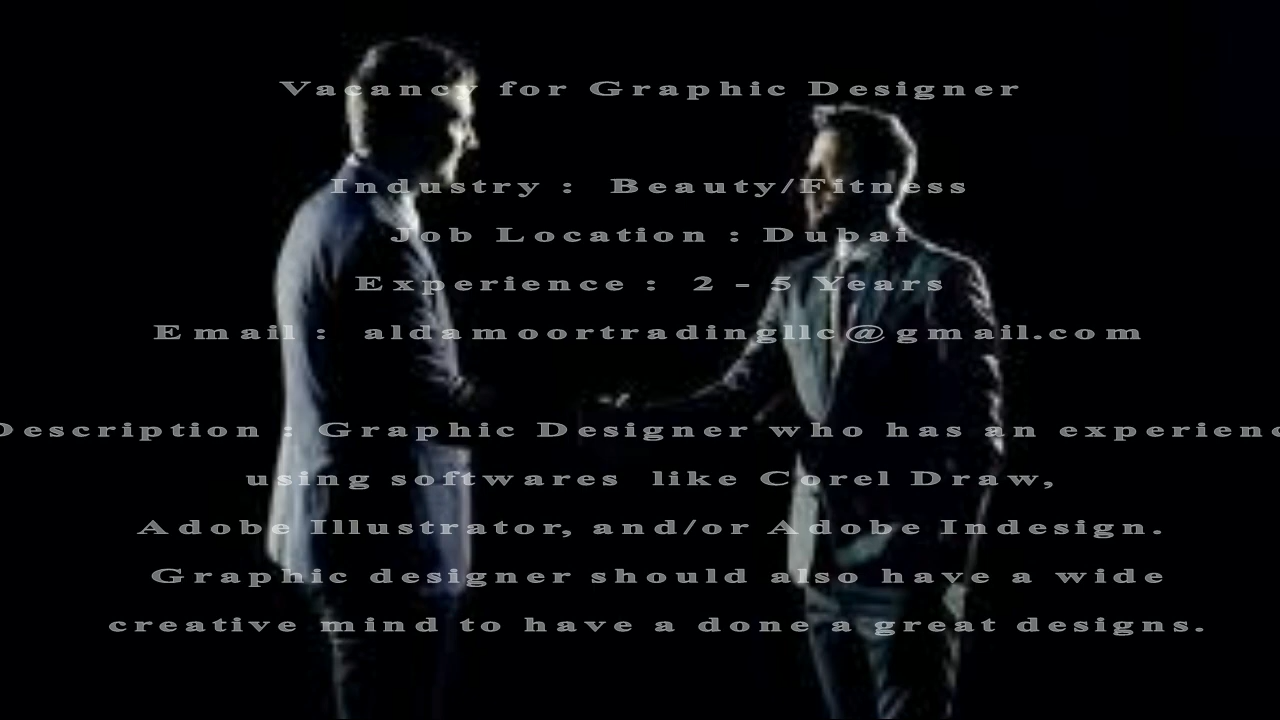 Vacancy for Graphic Designer
Industry : Beauty/Fitness
Job Location : Dubai
Experience : 2 - 5 Years
Email : aldamoortradingllc@gmail.com
Description : Graphic Designer who has an experienc
using softwares like Corel Draw,
Adobe Illustrator, and/or Adobe Indesign.
Graphic designer should also have a wide
creative mind to have a done a great designs.